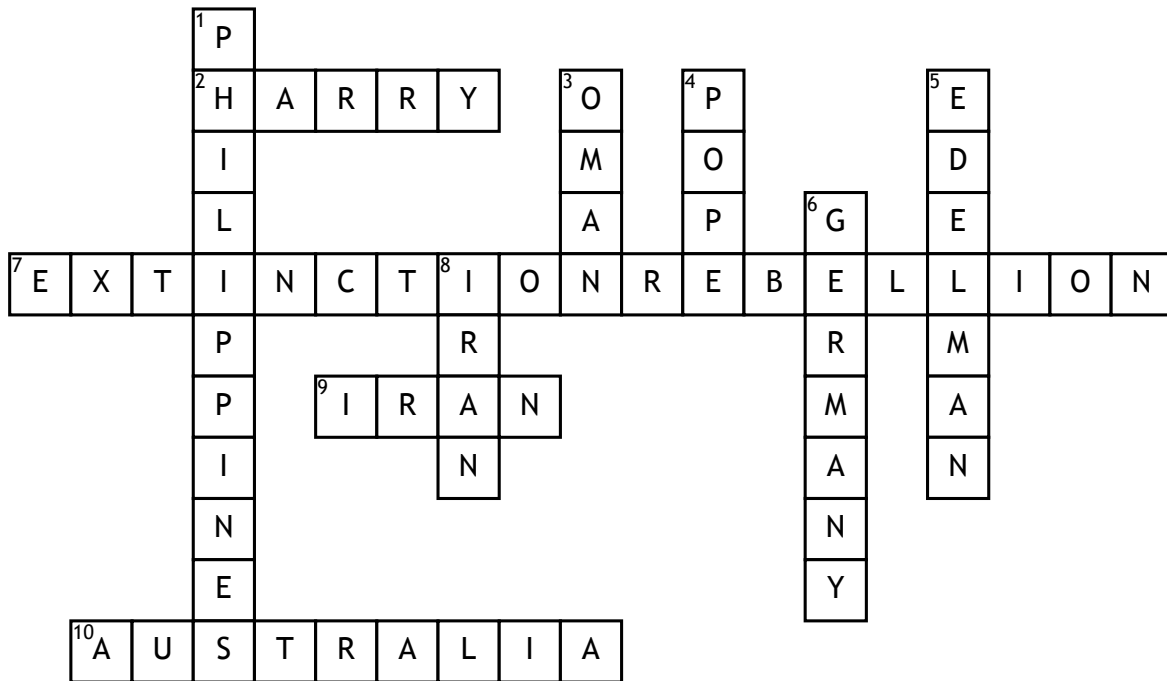 1 P
2 H A R R Y 3 O 4 P 5 E
I M O D
L A P 6 G E
7 E X T I N C T 8 I O N R E B E L L I O N
P R R M
P 9 I R A N M A
I N A N
N N
E Y
10 A U S T R A L I A